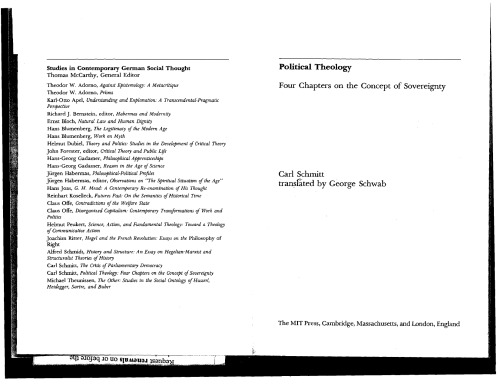 Studies in Contemporary German Social Thought
Thomas McCarthy, General Editor
Theodor W. Adorno, Against Epistemology: A Metacritique
Theodor W. Adorno, Prisms
Karl-Otto Apel, Understanding and Explanation: A Transcendental-Pragmatic
Perspective
Richard J. Bernstein, editor, Habermas and Modernity
Ernst Bloch, Natural Law and Human Dignity
Hans Blumenberg, The Legitimacy of the Modern Age
Hans Blumenberg, Work on Myth
Helmut Dubiel, Theory and Politics: Studies in the Development of Critical Theory
John Forester, editor, Critical Theory and Public Life
Hans-Georg Gadamer, Philosophical Apprenticeships
Hans-Georg Gadamer, Reason in the Age of Science
Jürgen Habermas, Philosophical-Political Profiles
Jürgen Habermas, editor, Observations on "The Spiritual Situation of the Age"
Hans Joas, G. H. Mead: A Contemporary Re-examination of His Thought
Reinhart Koselleck, Futures Past: On the Semantics of Historical Time
Claus Offe, Contradictions of the Welfare State
Claus Offe, Disorganized Capitalism: Contemporary Transformations of Work and
Politics
Helmut Peukert, Science, Action, and Fundamental Theology: Toward a Theology
of Communicative Action
Joachim Ritter, Hegel and the French Revolution: Essays on the Philosophy of
Right
Alfred Schmidt, History and Structure: An Essay on Hegelian-Marxist and
Structuralist Theories of History
Carl Schmitt, The Crisis of Parliamentary Democracy
Carl Schmitt, Political Theology: Four Chapters on the Concept of Sovereignty
Michael Theunissen, The Other: Studies in the Social Ontology of Husserl,
Heidegger, Sartre, and Buber
Political Theology
Four Chapters on the Concept of Sovereignty
Carl Schmitt
translated by George Schwab
The MIT Press, Cambridge, Massachusetts, and London, England
Request renewals on or before the